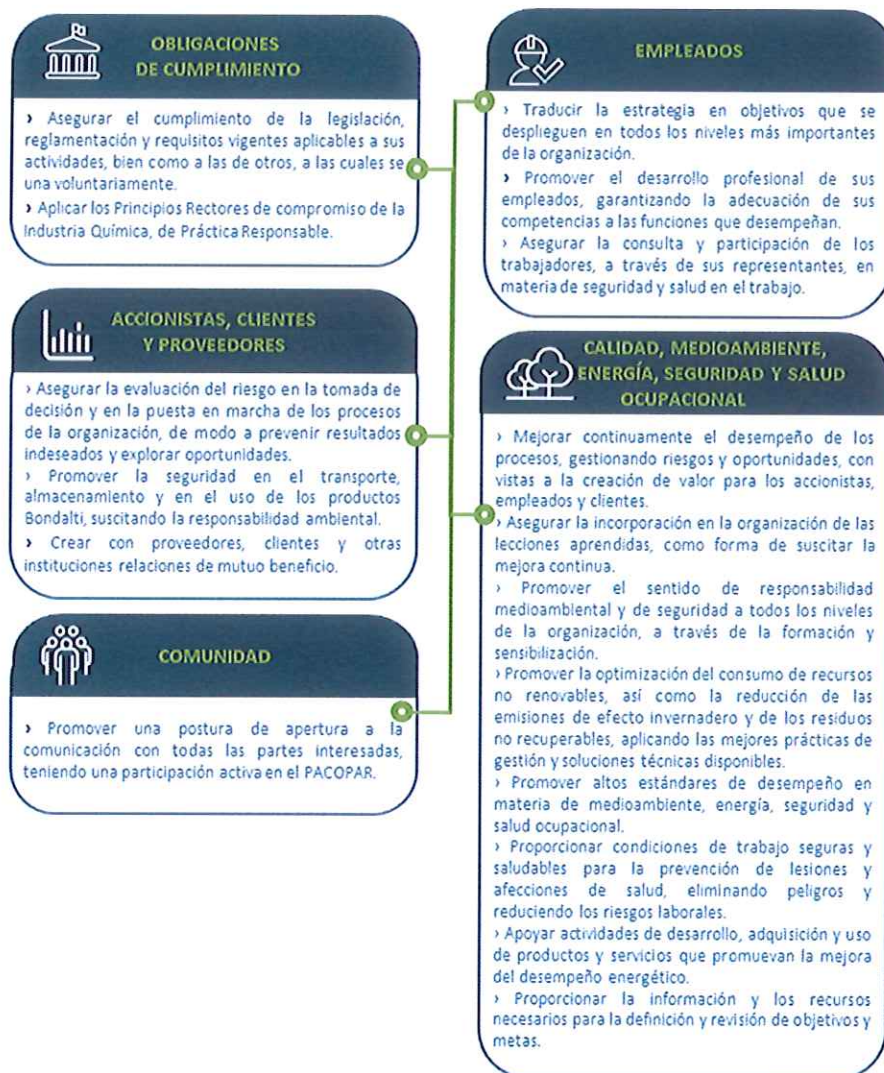 OBLIGACIONES
DE CUMPLIMIENTO
› Asegurar el cumplimiento de la legislación,
reglamentación y requisitos vigentes aplicables a sus
actividades, bien como a las de otros, a las cuales se
una voluntariamente.
› Aplicar los Principios Rectores de compromiso de la
Industria Química, de Práctica Responsable.
ACCIONISTAS, CLIENTES
Y PROVEEDORES
› Asegurar la evaluación del riesgo en la tomada de
decisión y en la puesta en marcha de los procesos
de la organización, de modo a prevenir resultados
indeseados y explorar oportunidades.
› Promover la seguridad en el transporte,
almacenamiento y en el uso de los productos
Bondalti, suscitando la responsabilidad ambiental.
› Crear con proveedores, clientes y otras
instituciones relaciones de mutuo beneficio.
COMUNIDAD
› Promover una postura de apertura a la
comunicación con todas las partes interesadas,
teniendo una participación activa en el PACOPAR.
EMPLEADOS
› Traducir la estrategia en objetivos que se
desplieguen en todos los niveles más importantes
de la organización.
› Promover el desarrollo profesional de sus
empleados, garantizando la adecuación de sus
competencias a las funciones que desempeñan.
› Asegurar la consulta y participación de los
trabajadores, a través de sus representantes, en
materia de seguridad y salud en el trabajo.
CALIDAD, MEDIOAMBIENTE,
ENERGÍA, SEGURIDAD Y SALUD
OCUPACIONAL
› Mejorar continuamente el desempeño de los
procesos, gestionando riesgos y oportunidades, con
vistas a la creación de valor para los accionistas,
empleados y clientes.
› Asegurar la incorporación en la organización de las
lecciones aprendidas, como forma de suscitar la
mejora continua.
› Promover el sentido de responsabilidad
medioambiental y de seguridad a todos los niveles
de la organización, a través de la formación y
sensibilización.
› Promover la optimización del consumo de recursos
no renovables, así como la reducción de las
emisiones de efecto invernadero y de los residuos
no recuperables, aplicando las mejores prácticas de
gestión y soluciones técnicas disponibles.
› Promover altos estándares de desempeño en
materia de medioambiente, energía, seguridad y
salud ocupacional.
› Proporcionar condiciones de trabajo seguras y
saludables para la prevención de lesiones y
afecciones de salud, eliminando peligros y
reduciendo los riesgos laborales.
› Apoyar actividades de desarrollo, adquisición y uso
de productos y servicios que promuevan la mejora
del desempeño energético.
› Proporcionar la información y los recursos
necesarios para la definición y revisión de objetivos y
metas.